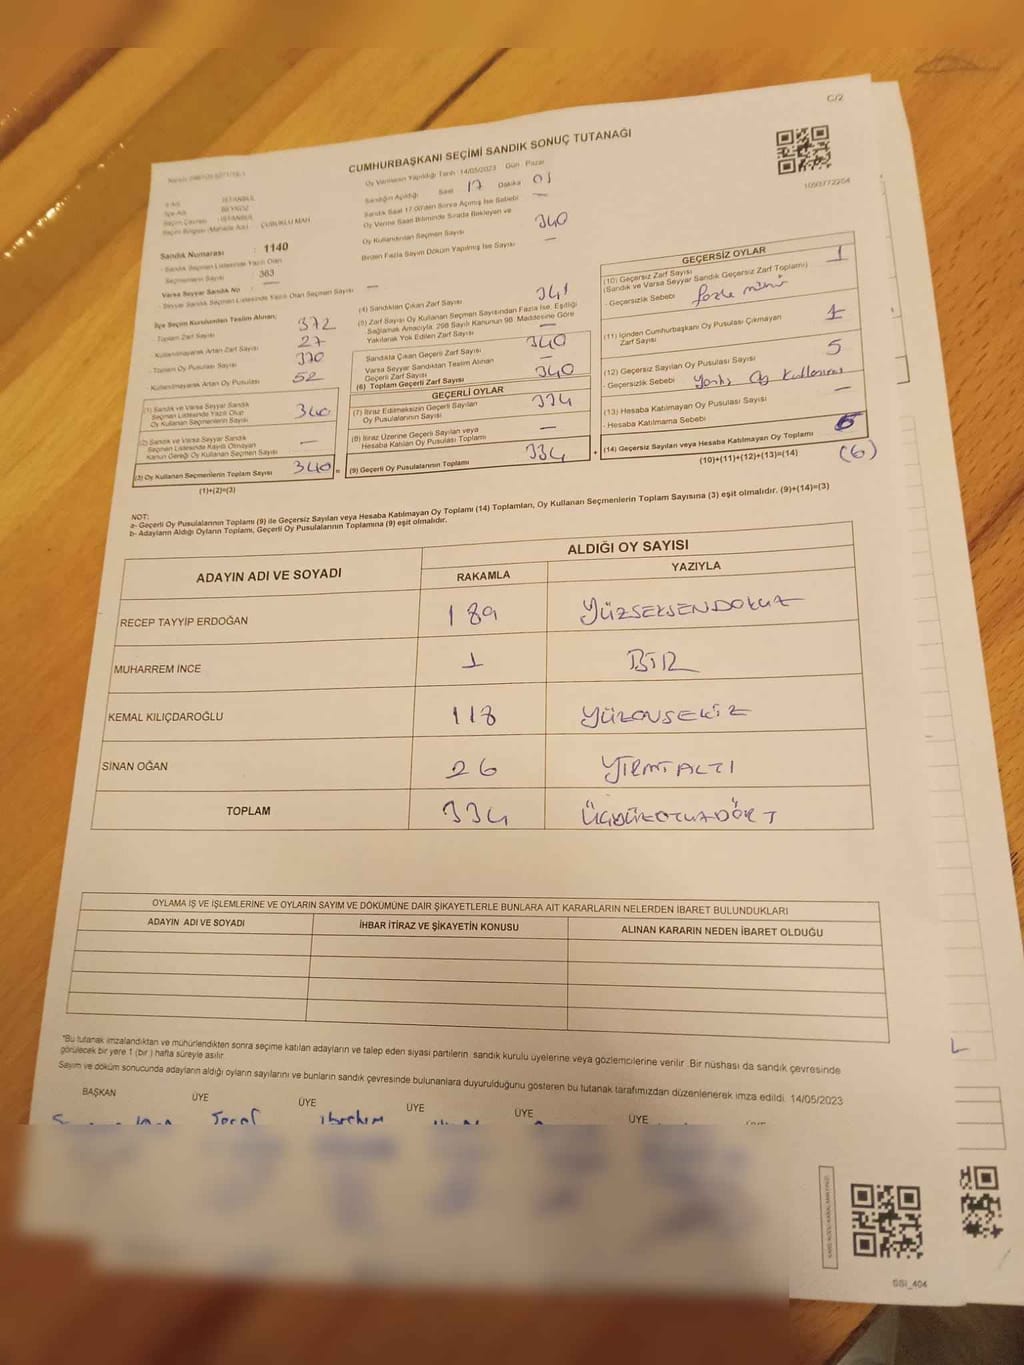 C/2
CUMHURBAŞKANI SEÇİMİ SANDIK SONUÇ TUTANAĞI
Oy Vermenin Yapıldığı Tarih :14/05/2023 Gün : Pazar
1093772264
İl Adı : İSTANBUL
İlçe Adı : BEYKOZ
Seçim Çevresi : İSTANBUL
Seçim Bölgesi (Mahalle Adı) : ÇUBUKLU MAH.
Sandık Numarası : 1140
- Sandık Seçmen Listesinde Yazılı Olan
Seçmenlerin Sayısı : 363
Varsa Seyyar Sandık No : —
- Seyyar Sandık Seçmen Listesinde Yazılı Olan Seçmen Sayısı : —
İlçe Seçim Kurulundan Teslim Alınan;
Toplam Zarf Sayısı 372
Kullanılmayarak Artan Zarf Sayısı 27
- Toplam Oy Pusulası Sayısı 370
Kullanılmayarak Artan Oy Pusulası 52
(1) Sandık ve Varsa Seyyar Sandık
Seçmen Listesinde Yazılı Olup
Oy Kullanan Seçmenlerin Sayısı 340
(2) Sandık ve Varsa Seyyar Sandık
Seçmen Listesinde Kayıtlı Olmayan
Kanun Gereği Oy Kullanan Seçmen Sayısı —
(3) Oy Kullanan Seçmenlerin Toplam Sayısı 340 =
(1)+(2)=(3)
Sandığın Açıldığı Saat 17 Dakika 01
Sandık Saat 17:00'den Sonra Açılmış İse Sebebi —
Oy Verme Saati Bitiminde Sırada Bekleyen ve
Oy Kullandırılan Seçmen Sayısı 340
Birden Fazla Sayım Döküm Yapılmış İse Sayısı —
(4) Sandıktan Çıkan Zarf Sayısı 341
(5) Zarf Sayısı Oy Kullanan Seçmen Sayısından Fazla İse, Eşitliği
Sağlamak Amacıyla; 298 Sayılı Kanunun 98. Maddesine Göre
Yakılarak Yok Edilen Zarf Sayısı —
Sandıkta Çıkan Geçerli Zarf Sayısı 340
Varsa Seyyar Sandıktan Teslim Alınan
Geçerli Zarf Sayısı —
(6) Toplam Geçerli Zarf Sayısı 340
GEÇERLİ OYLAR
(7) İtiraz Edilmeksizin Geçerli Sayılan
Oy Pusulalarının Sayısı 334
(8) İtiraz Üzerine Geçerli Sayılan veya
Hesaba Katılan Oy Pusulası Toplamı —
(9) Geçerli Oy Pusulalarının Toplamı 334 +
GEÇERSİZ OYLAR
(10) Geçersiz Zarf Sayısı 1
(Sandık ve Varsa Seyyar Sandık Geçersiz Zarf Toplamı)
- Geçersizlik Sebebi fazla mühür
(11) İçinden Cumhurbaşkanı Oy Pusulası Çıkmayan
Zarf Sayısı 1
(12) Geçersiz Sayılan Oy Pusulası Sayısı 5
- Geçersizlik Sebebi Yanlış Oy Kullanımı
(13) Hesaba Katılmayan Oy Pusulası Sayısı —
- Hesaba Katılmama Sebebi
(14) Geçersiz Sayılan veya Hesaba Katılmayan Oy Toplamı 6
(10)+(11)+(12)+(13)=(14) (6)
NOT:
a- Geçerli Oy Pusulalarının Toplamı (9) ile Geçersiz Sayılan veya Hesaba Katılmayan Oy Toplamı (14) Toplamları, Oy Kullanan Seçmenlerin Toplam Sayısına (3) eşit olmalıdır. (9)+(14)=(3)
b- Adayların Aldığı Oyların Toplamı, Geçerli Oy Pusulalarının Toplamına (9) eşit olmalıdır.
ADAYIN ADI VE SOYADI ALDIĞI OY SAYISI
RAKAMLA YAZIYLA
RECEP TAYYİP ERDOĞAN 189 YÜZSEKSENDOKUZ
MUHARREM İNCE 1 BİR
KEMAL KILIÇDAROĞLU 118 YÜZONSEKİZ
SİNAN OĞAN 26 YİRMİALTI
TOPLAM 334 ÜÇYÜZOTUZDÖRT
OYLAMA İŞ VE İŞLEMLERİNE VE OYLARIN SAYIM VE DÖKÜMÜNE DAİR ŞİKAYETLERLE BUNLARA AİT KARARLARIN NELERDEN İBARET BULUNDUKLARI
ADAYIN ADI VE SOYADI İHBAR İTİRAZ VE ŞİKAYETİN KONUSU ALINAN KARARIN NEDEN İBARET OLDUĞU
*Bu tutanak imzalandıktan ve mühürlendikten sonra seçime katılan adayların ve talep eden siyasi partilerin sandık kurulu üyelerine veya gözlemcilerine verilir. Bir nüshası da sandık çevresinde
görülecek bir yere 1 (bir) hafta süreyle asılır.
Sayım ve döküm sonucunda adayların aldığı oyların sayılarını ve bunların sandık çevresinde bulunanlara duyurulduğunu gösteren bu tutanak tarafımızdan düzenlenerek imza edildi. 14/05/2023
BAŞKAN ÜYE ÜYE ÜYE ÜYE ÜYE
İbrahim
SSI_404